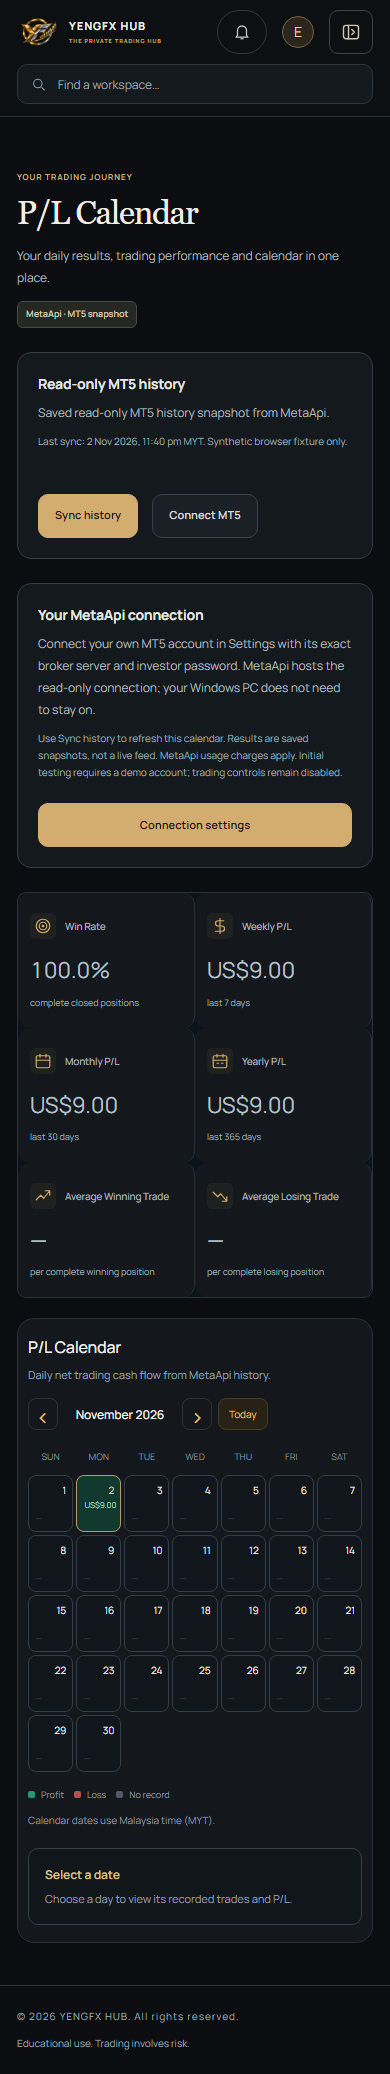 YENGFX HUB
THE PRIVATE TRADING HUB
E
Find a workspace...
YOUR TRADING JOURNEY
P/L Calendar
Your daily results, trading performance and calendar in one
place.
MetaApi · MT5 snapshot
Read-only MT5 history
Saved read-only MT5 history snapshot from MetaApi.
Last sync: 2 Nov 2026, 11:40 pm MYT. Synthetic browser fixture only.
Sync history Connect MT5
Your MetaApi connection
Connect your own MT5 account in Settings with its exact
broker server and investor password. MetaApi hosts the
read-only connection; your Windows PC does not need
to stay on.
Use Sync history to refresh this calendar. Results are saved
snapshots, not a live feed. MetaApi usage charges apply. Initial
testing requires a demo account; trading controls remain disabled.
Connection settings
Win Rate Weekly P/L
100.0% US$9.00
complete closed positions last 7 days
Monthly P/L Yearly P/L
US$9.00 US$9.00
last 30 days last 365 days
Average Winning Trade Average Losing Trade
— —
per complete winning position per complete losing position
P/L Calendar
Daily net trading cash flow from MetaApi history.
November 2026 Today
SUN MON TUE WED THU FRI SAT
1 2 3 4 5 6 7
— US$9.00 — — — — —
8 9 10 11 12 13 14
— — — — — — —
15 16 17 18 19 20 21
— — — — — — —
22 23 24 25 26 27 28
— — — — — — —
29 30
— —
Profit Loss No record
Calendar dates use Malaysia time (MYT).
Select a date
Choose a day to view its recorded trades and P/L.
© 2026 YENGFX HUB. All rights reserved.
Educational use. Trading involves risk.